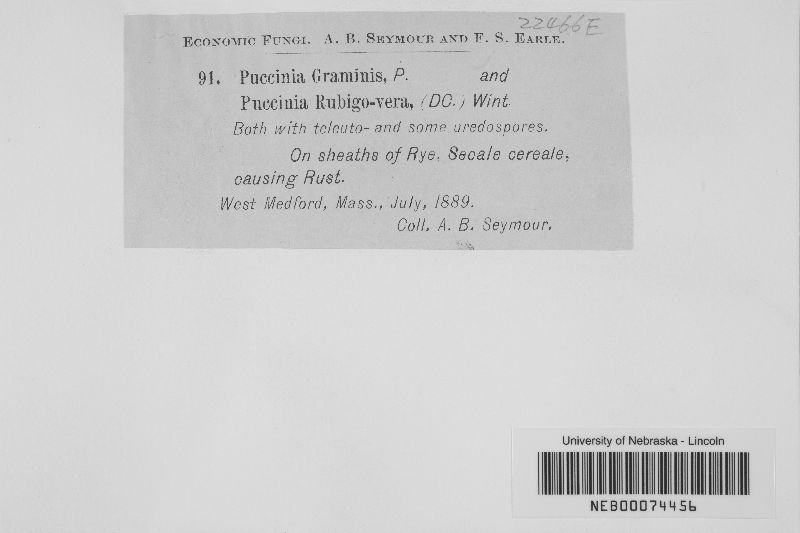 22466E
ECONOMIC FUNGI. A. B. SEYMOUR AND F. S. EARLE.
91. Puccinia Graminis, P. and
Puccinia Rubigo-vera, (DC.) Wint.
Both with teleuto- and some uredospores.
On sheaths of Rye, Secale cereale,
causing Rust.
West Medford, Mass., July, 1889.
Coll. A. B. Seymour.
University of Nebraska - Lincoln
NEB00074456